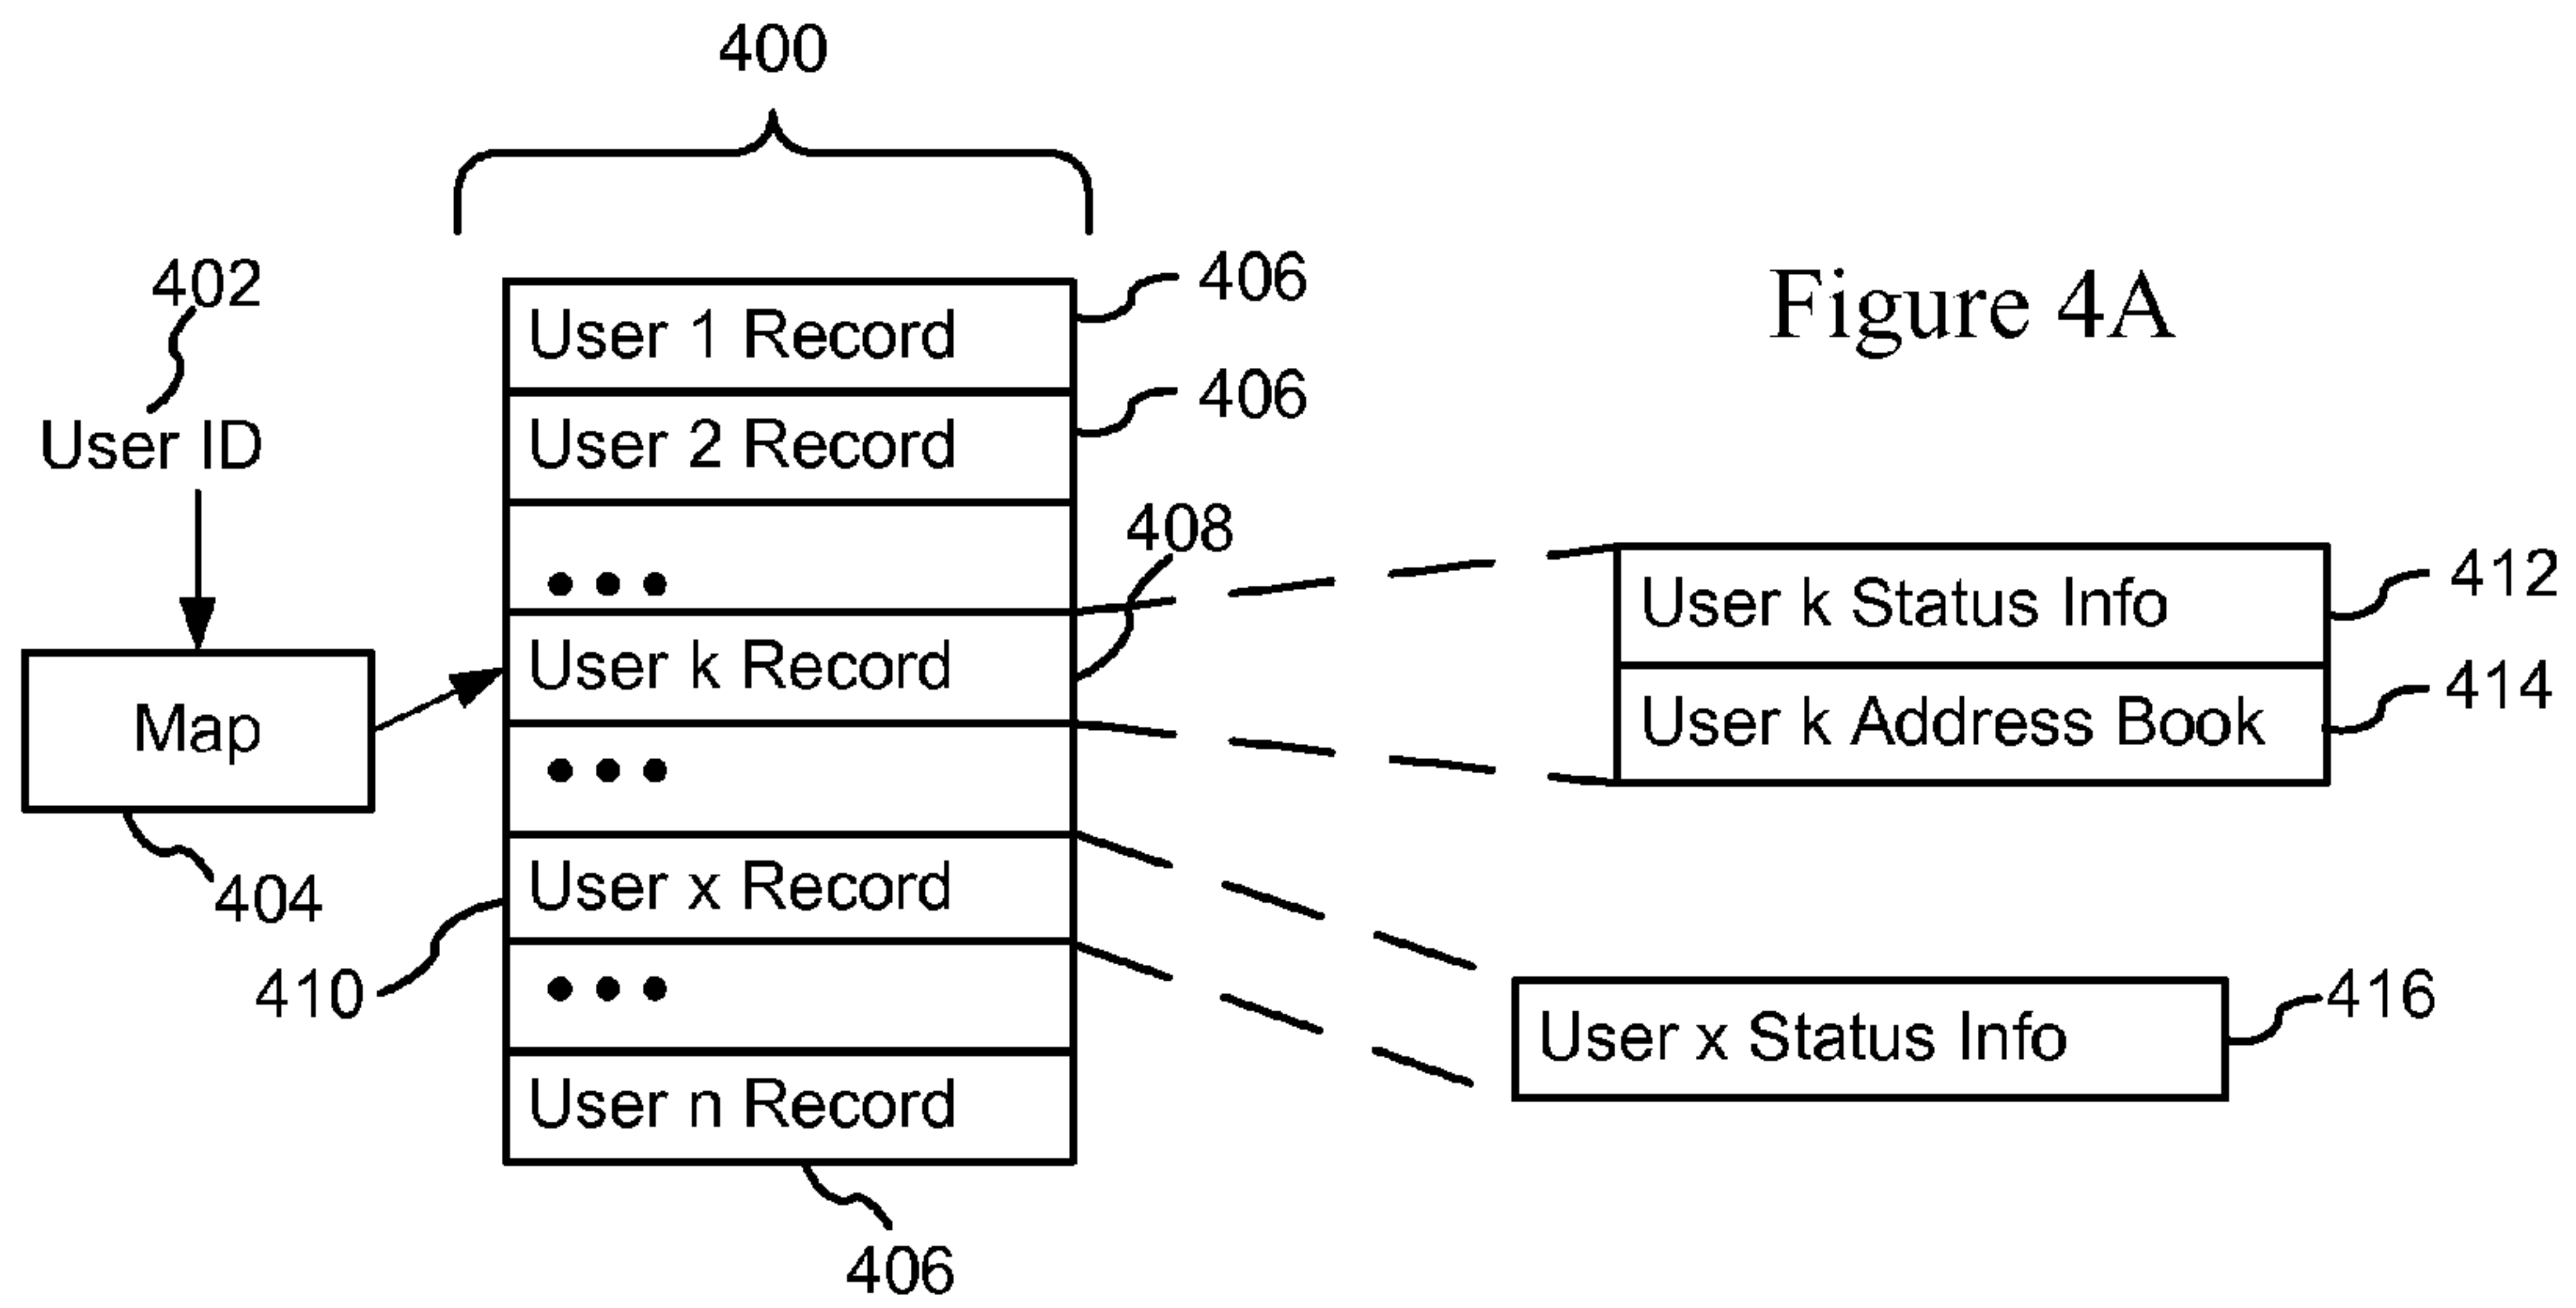 400
402
User ID
Map
404
User 1 Record
406
User 2 Record
406
•••
408
User k Record
•••
User x Record
410
•••
User n Record
406
Figure 4A
User k Status Info
412
User k Address Book
414
User x Status Info
416